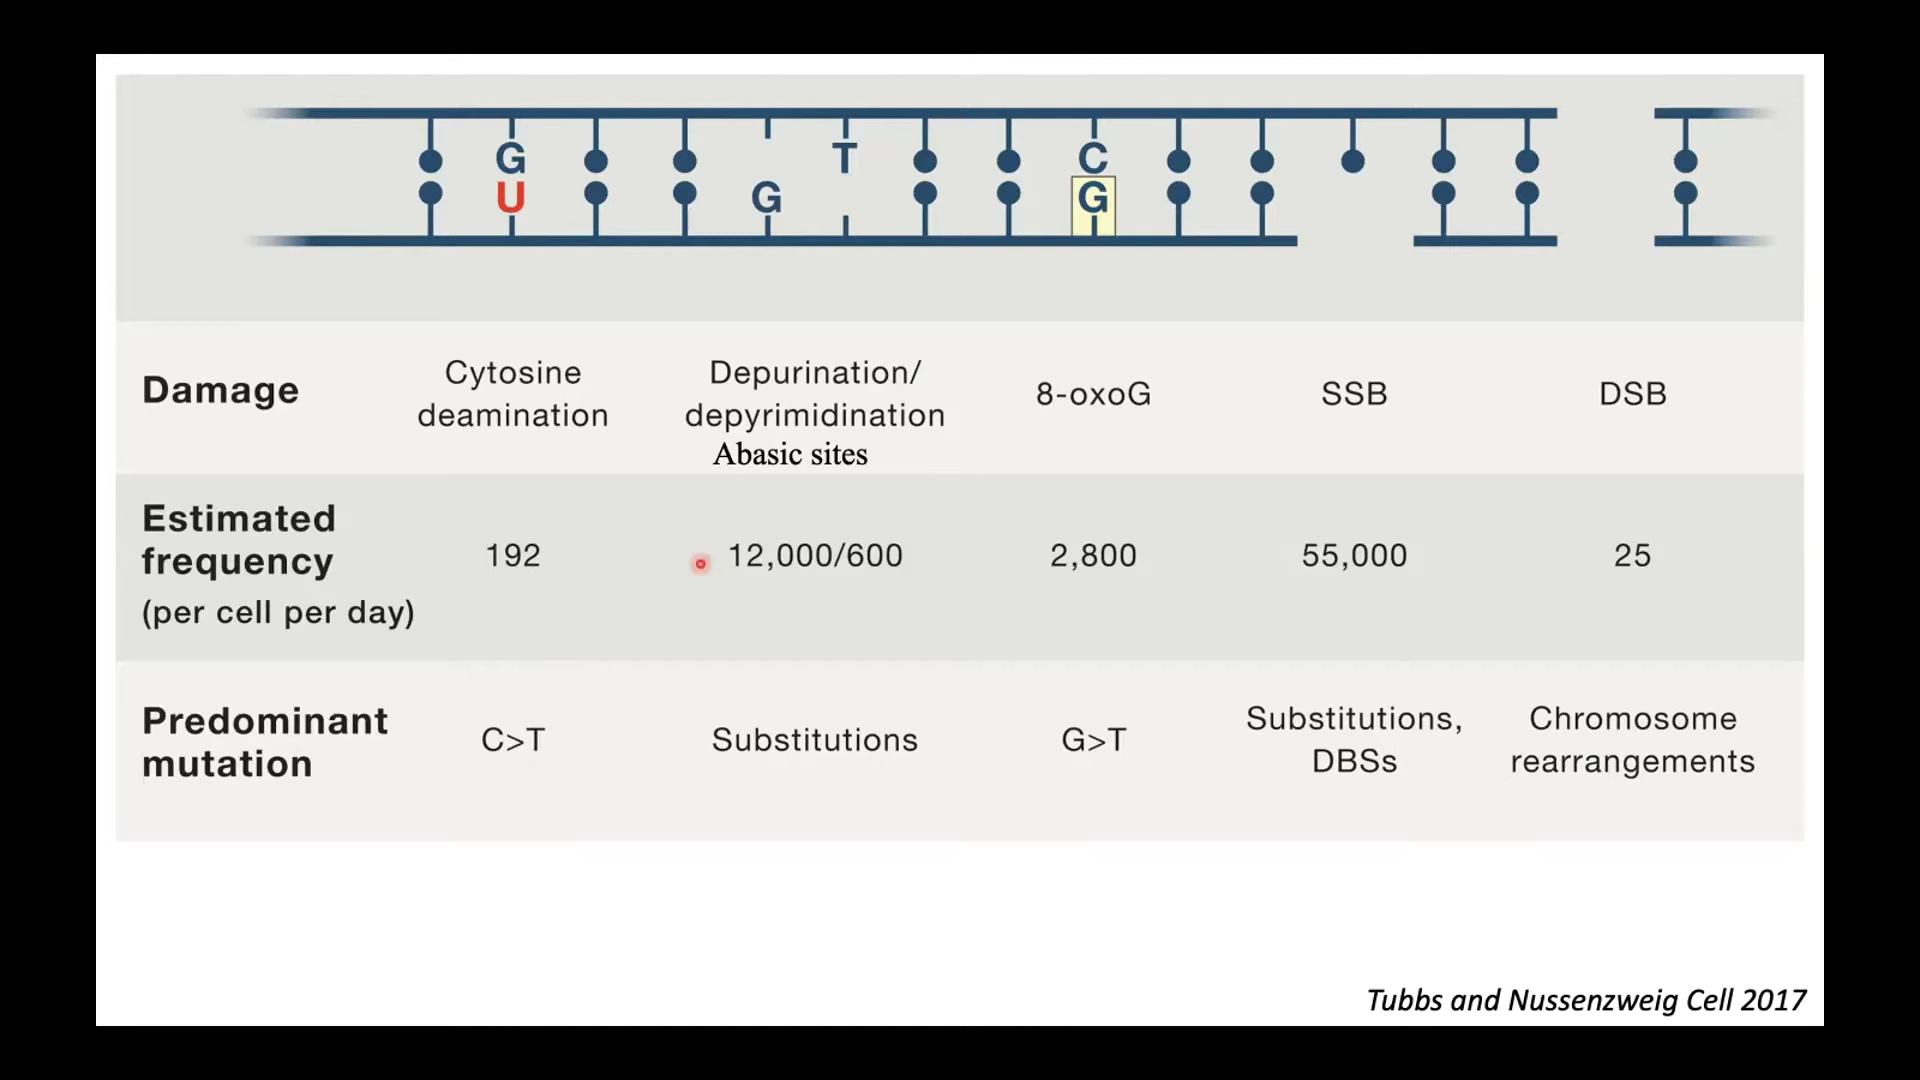 G T C
U G G
Damage
Cytosine
deamination
Depurination/
depyrimidination
Abasic sites
8-oxoG
SSB
DSB
Estimated
frequency
(per cell per day)
192
12,000/600
2,800
55,000
25
Predominant
mutation
C>T
Substitutions
G>T
Substitutions,
DBSs
Chromosome
rearrangements
Tubbs and Nussenzweig Cell 2017